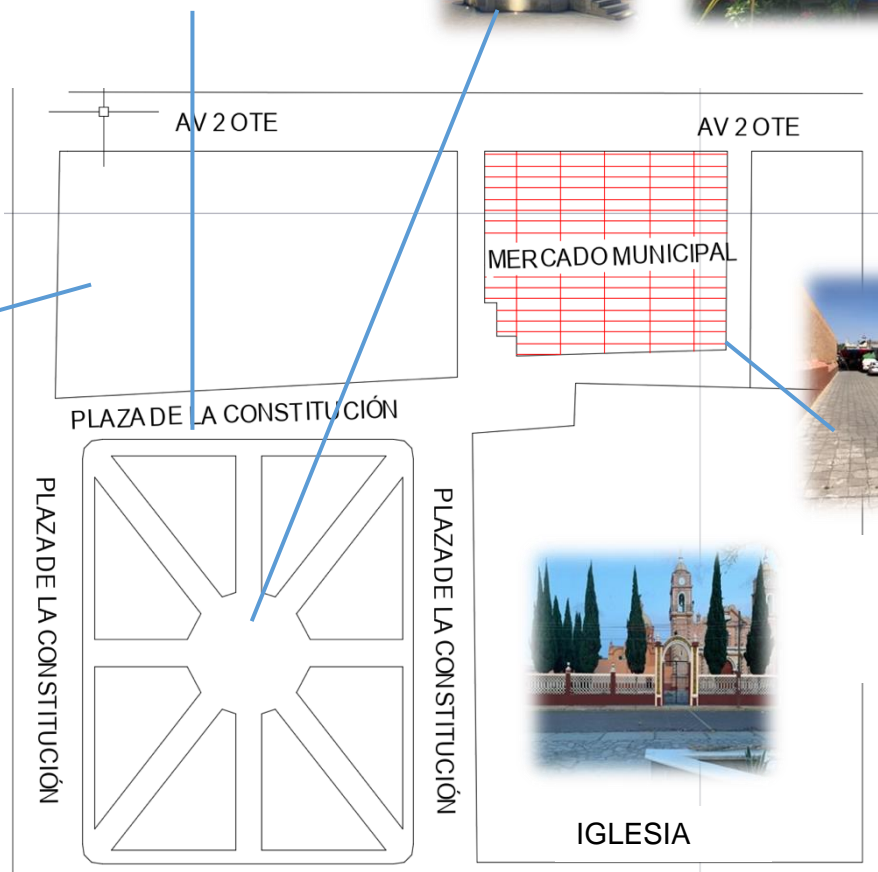 AV 2 OTE
AV 2 OTE
MERCADO MUNICIPAL
PLAZA DE LA CONSTITUCIÓN
PLAZA DE LA CONSTITUCIÓN
PLAZA DE LA CONSTITUCIÓN
IGLESIA